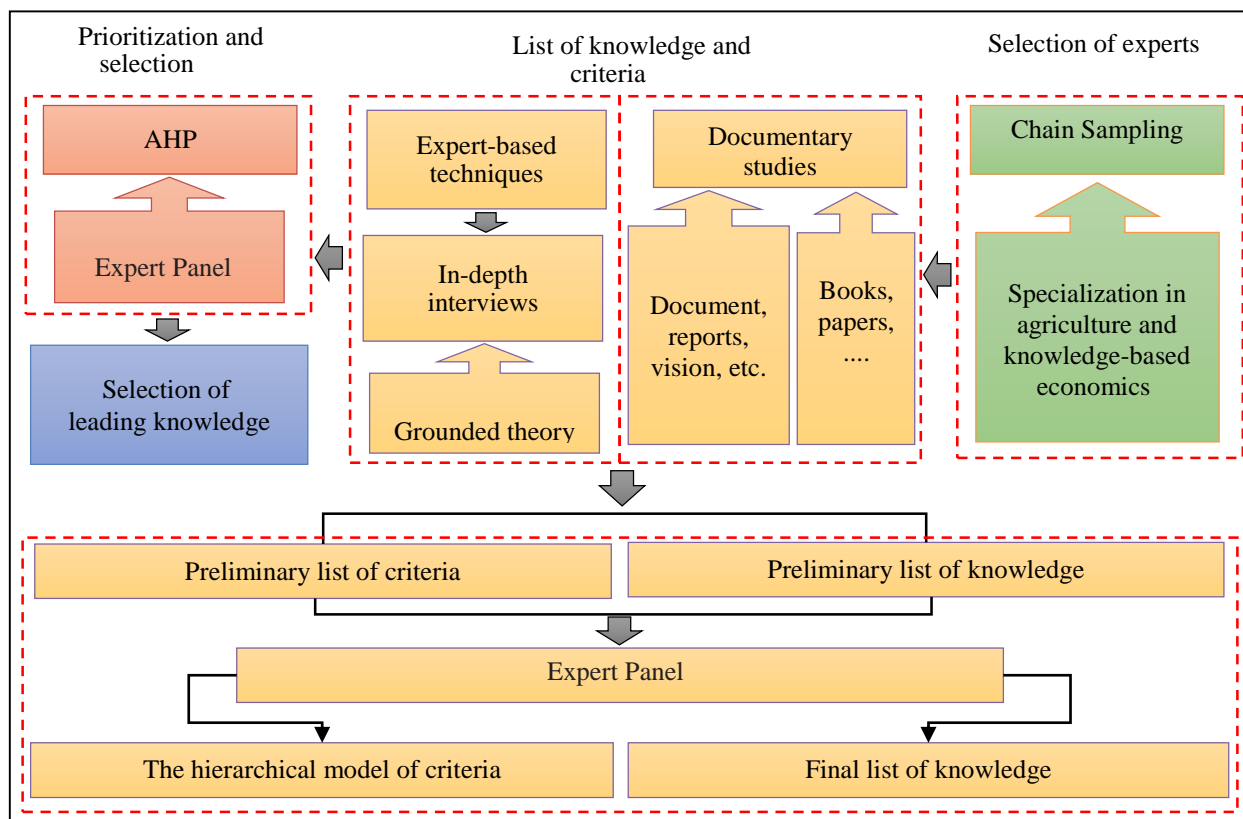 Prioritization and
selection
List of knowledge and
criteria
Selection of experts
AHP
Expert Panel
Selection of
leading knowledge
Expert-based
techniques
In-depth
interviews
Grounded theory
Documentary
studies
Document,
reports,
vision, etc.
Books,
papers,
....
Chain Sampling
Specialization in
agriculture and
knowledge-based
economics
Preliminary list of criteria
Preliminary list of knowledge
Expert Panel
The hierarchical model of criteria
Final list of knowledge